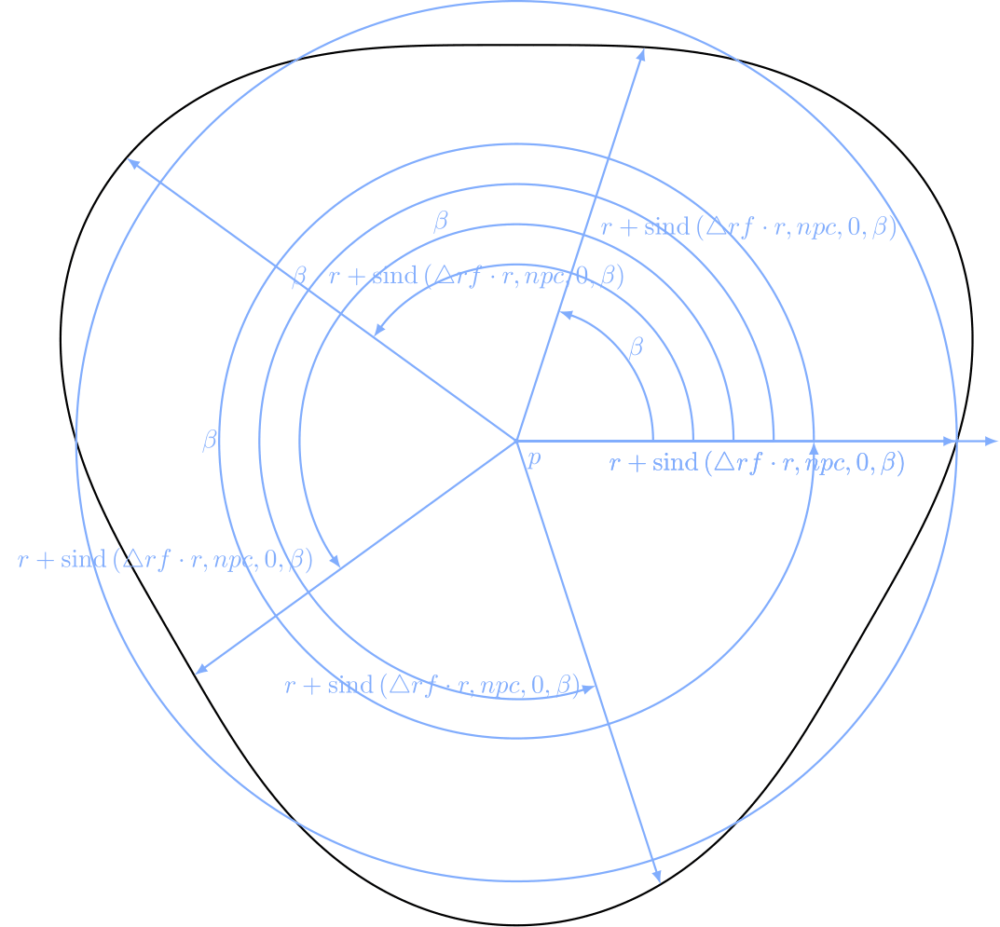 β
r + sind (△rf · r, npc, 0, β)
β
r + sind (△rf · r, npc, 0, β)
β
β
p
r + sind (△rf · r, npc, 0, β)
r + sind (△rf · r, npc, 0, β)
r + sind (△rf · r, npc, 0, β)